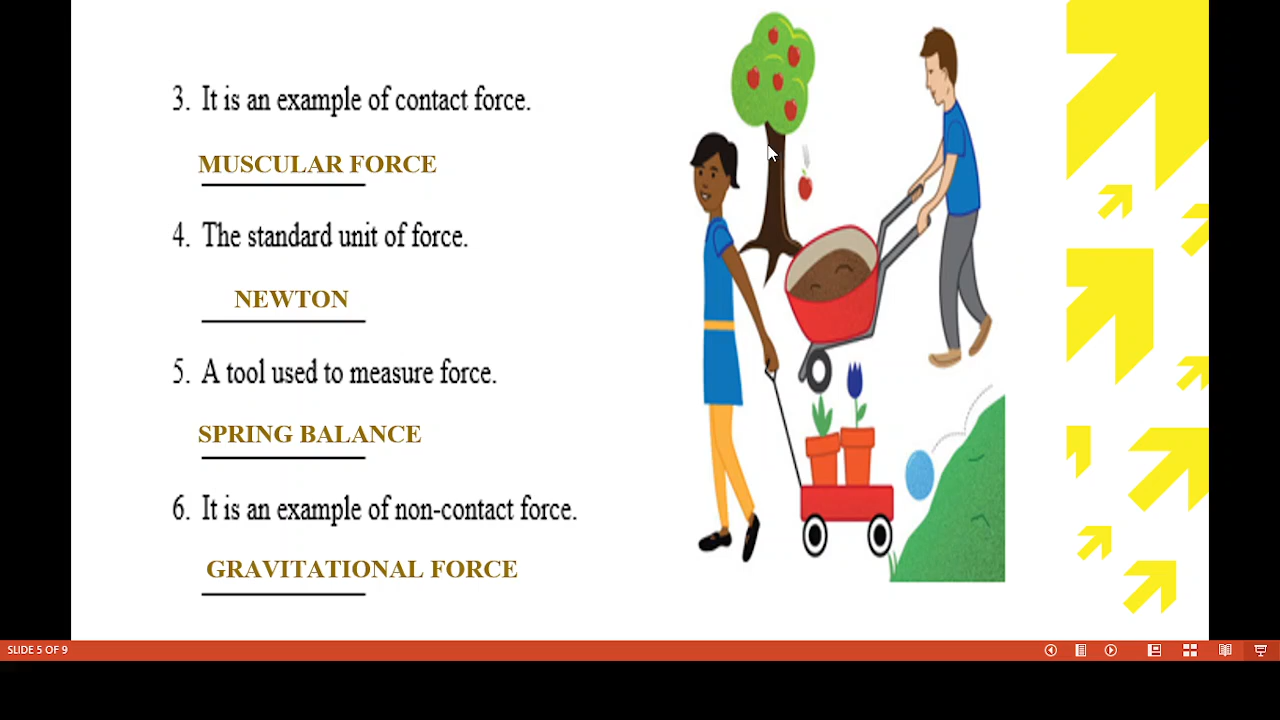 3. It is an example of contact force.
MUSCULAR FORCE
4. The standard unit of force.
NEWTON
5. A tool used to measure force.
SPRING BALANCE
6. It is an example of non-contact force.
GRAVITATIONAL FORCE
SLIDE 5 OF 9